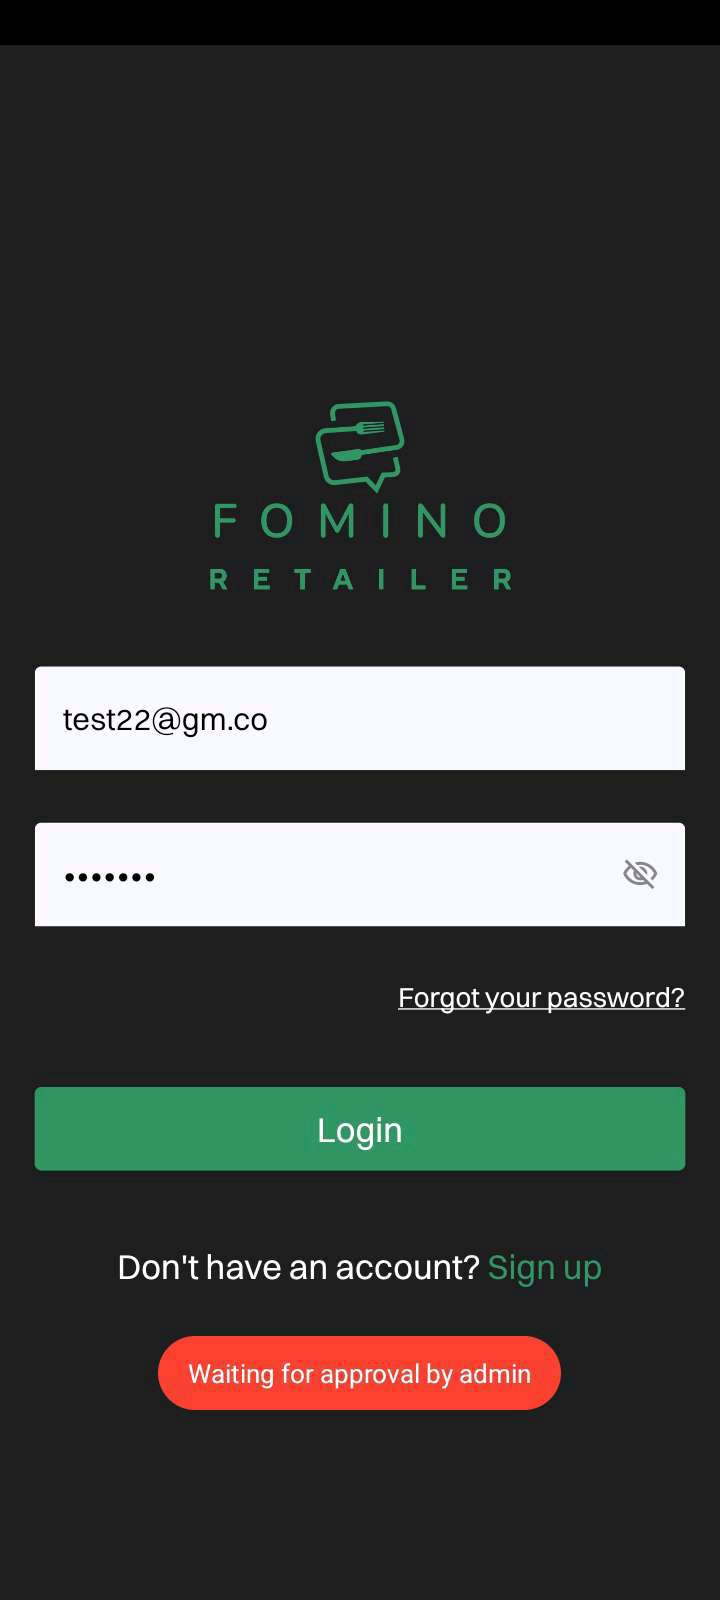 FOMINO
RETAILER
test22@gm.co
•••••••
Forgot your password?
Login
Don't have an account? Sign up
Waiting for approval by admin